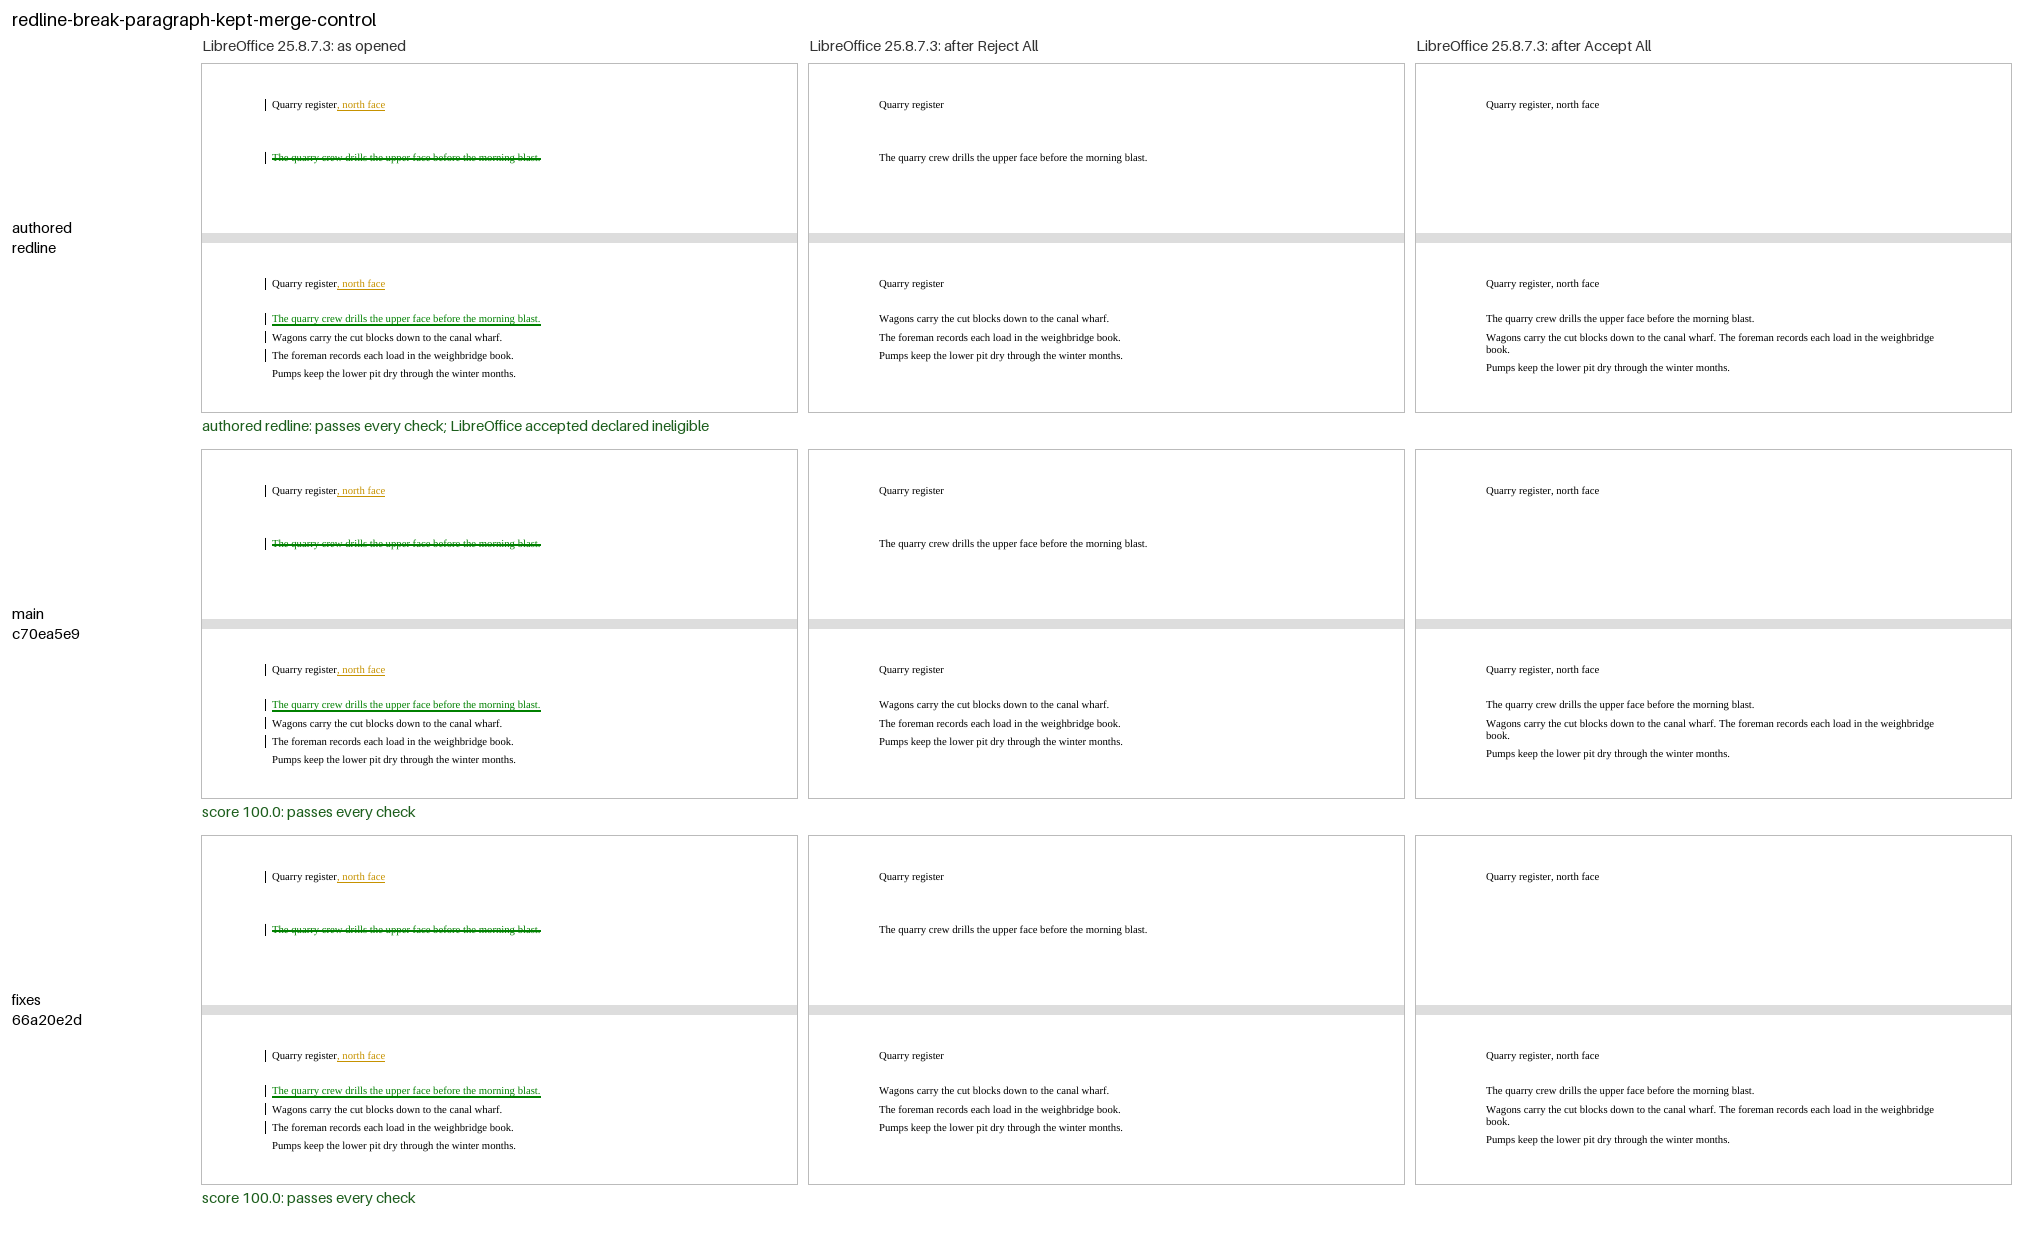 redline-break-paragraph-kept-merge-control
LibreOffice 25.8.7.3: as opened
LibreOffice 25.8.7.3: after Reject All
LibreOffice 25.8.7.3: after Accept All
authored
redline
Quarry register, north face
The quarry crew drills the upper face before the morning blast.
Quarry register, north face
The quarry crew drills the upper face before the morning blast.
Wagons carry the cut blocks down to the canal wharf.
The foreman records each load in the weighbridge book.
Pumps keep the lower pit dry through the winter months.
Quarry register
The quarry crew drills the upper face before the morning blast.
Quarry register
Wagons carry the cut blocks down to the canal wharf.
The foreman records each load in the weighbridge book.
Pumps keep the lower pit dry through the winter months.
Quarry register, north face
Quarry register, north face
The quarry crew drills the upper face before the morning blast.
Wagons carry the cut blocks down to the canal wharf. The foreman records each load in the weighbridge
book.
Pumps keep the lower pit dry through the winter months.
authored redline: passes every check; LibreOffice accepted declared ineligible
main
c70ea5e9
Quarry register, north face
The quarry crew drills the upper face before the morning blast.
Quarry register, north face
The quarry crew drills the upper face before the morning blast.
Wagons carry the cut blocks down to the canal wharf.
The foreman records each load in the weighbridge book.
Pumps keep the lower pit dry through the winter months.
Quarry register
The quarry crew drills the upper face before the morning blast.
Quarry register
Wagons carry the cut blocks down to the canal wharf.
The foreman records each load in the weighbridge book.
Pumps keep the lower pit dry through the winter months.
Quarry register, north face
Quarry register, north face
The quarry crew drills the upper face before the morning blast.
Wagons carry the cut blocks down to the canal wharf. The foreman records each load in the weighbridge
book.
Pumps keep the lower pit dry through the winter months.
score 100.0: passes every check
fixes
66a20e2d
Quarry register, north face
The quarry crew drills the upper face before the morning blast.
Quarry register, north face
The quarry crew drills the upper face before the morning blast.
Wagons carry the cut blocks down to the canal wharf.
The foreman records each load in the weighbridge book.
Pumps keep the lower pit dry through the winter months.
Quarry register
The quarry crew drills the upper face before the morning blast.
Quarry register
Wagons carry the cut blocks down to the canal wharf.
The foreman records each load in the weighbridge book.
Pumps keep the lower pit dry through the winter months.
Quarry register, north face
Quarry register, north face
The quarry crew drills the upper face before the morning blast.
Wagons carry the cut blocks down to the canal wharf. The foreman records each load in the weighbridge
book.
Pumps keep the lower pit dry through the winter months.
score 100.0: passes every check